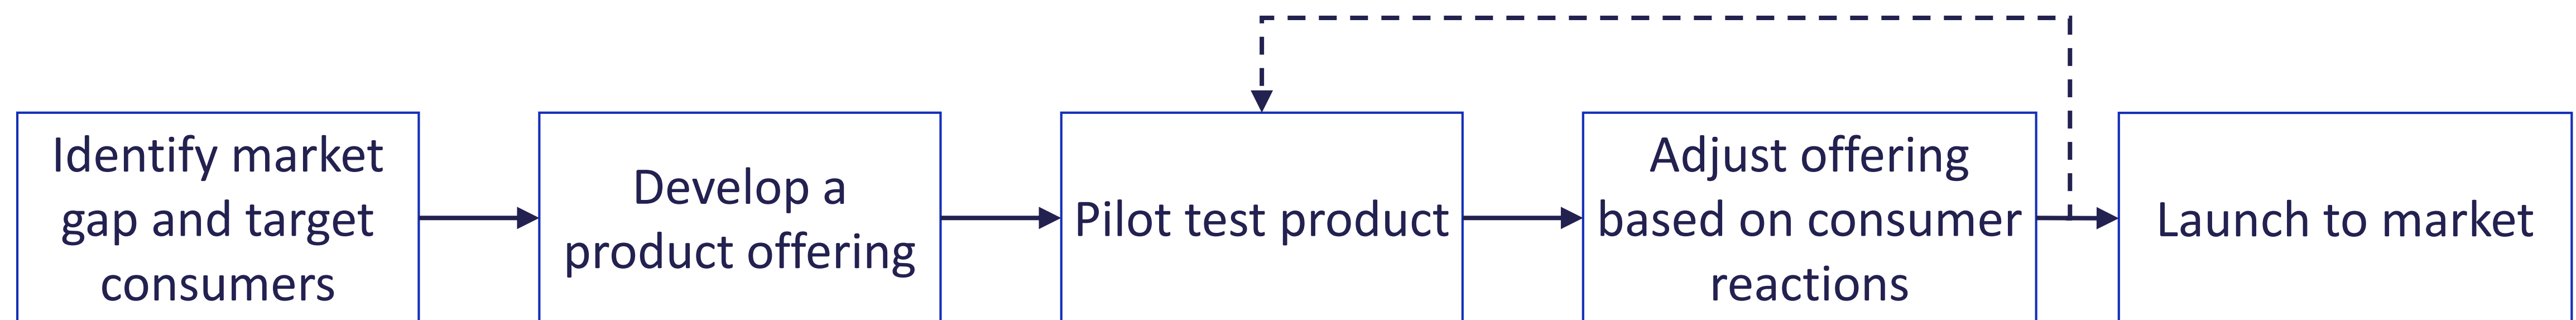 Identify market
gap and target
consumers
Develop a
product offering
Pilot test product
Adjust offering
based on consumer
reactions
Launch to market